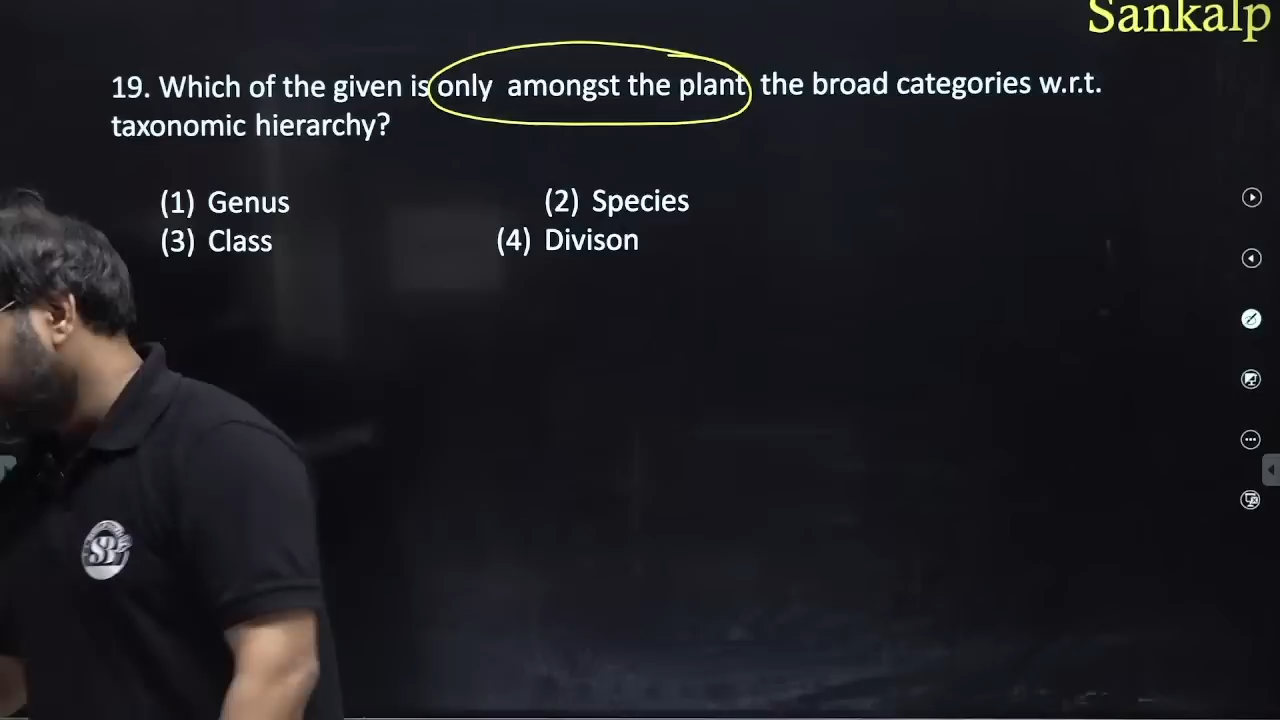 Sankalp
19. Which of the given is only amongst the plant the broad categories w.r.t.
taxonomic hierarchy?
(1) Genus (2) Species
(3) Class (4) Divison